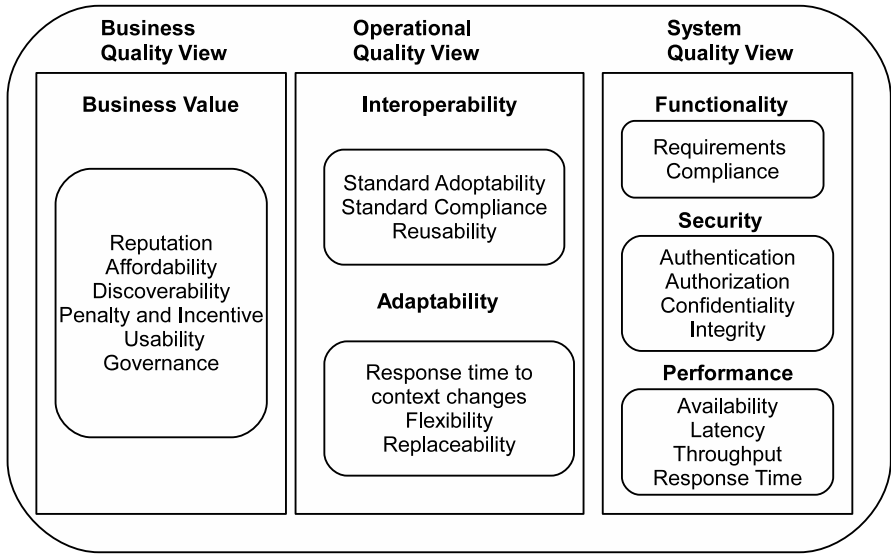 Business
Quality View
Business Value
Reputation
Affordability
Discoverability
Penalty and Incentive
Usability
Governance
Operational
Quality View
Interoperability
Standard Adoptability
Standard Compliance
Reusability
Adaptability
Response time to
context changes
Flexibility
Replaceability
System
Quality View
Functionality
Requirements
Compliance
Security
Authentication
Authorization
Confidentiality
Integrity
Performance
Availability
Latency
Throughput
Response Time